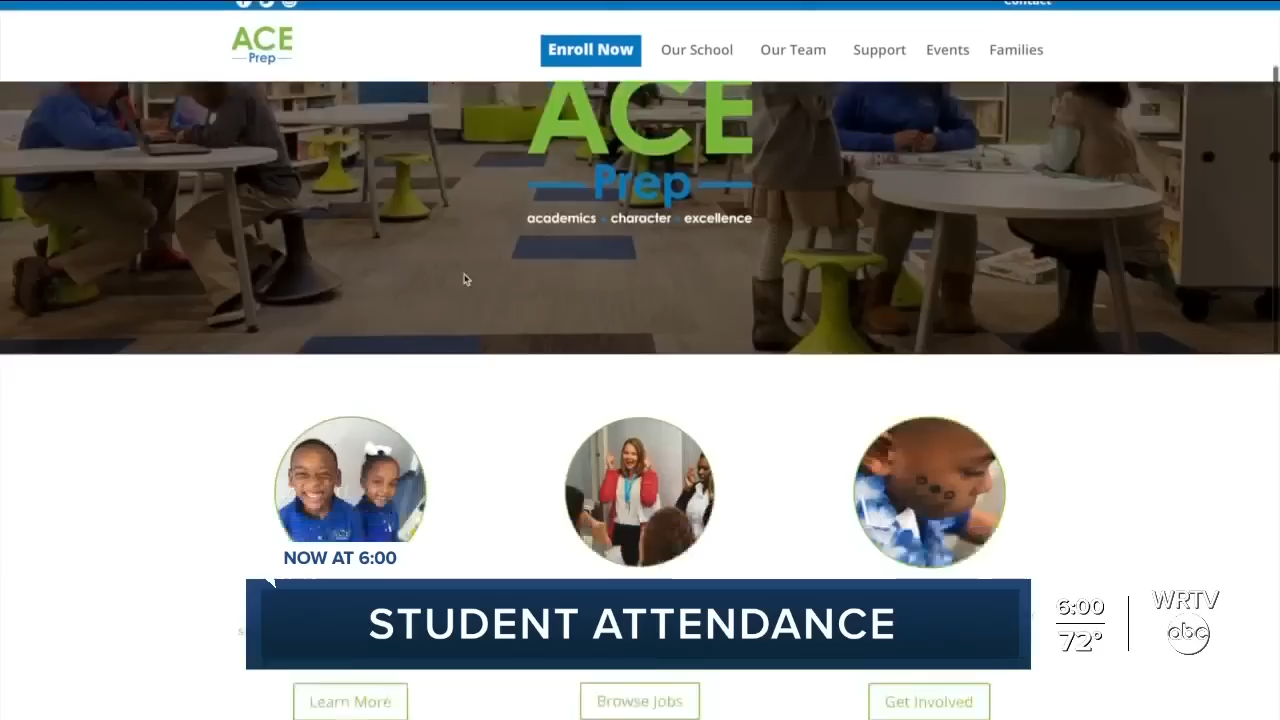 Contact
ACE
Prep
Enroll Now
Our School
Our Team
Support
Events
Families
ACE
Prep
academics character excellence
NOW AT 6:00
STUDENT ATTENDANCE
6:00
72°
WRTV
abc
Learn More
Browse Jobs
Get Involved